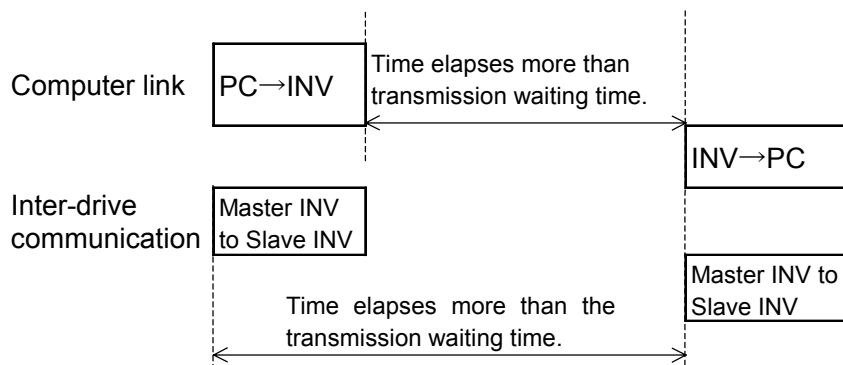 Computer link
PC→INV
Time elapses more than
transmission waiting time.
INV→PC
Inter-drive
communication
Master INV
to Slave INV
Master INV to
Slave INV
Time elapses more than the
transmission waiting time.